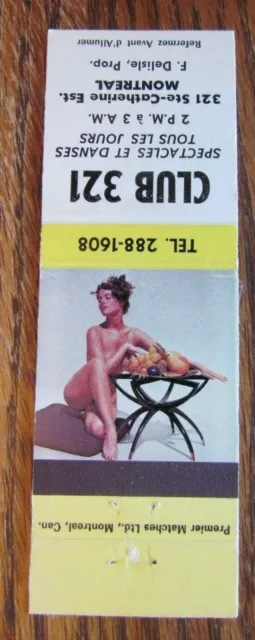 TEL. 288-1608
CLUB 321
SPECTACLES ET DANSES
TOUS LES JOURS
2 P.M. à 3 A.M.
321 Ste-Catherine Est.
MONTREAL
F. Delisle, Prop.
Refermez Avant d'Allumer
Premier Matches Ltd., Montreal, Can.